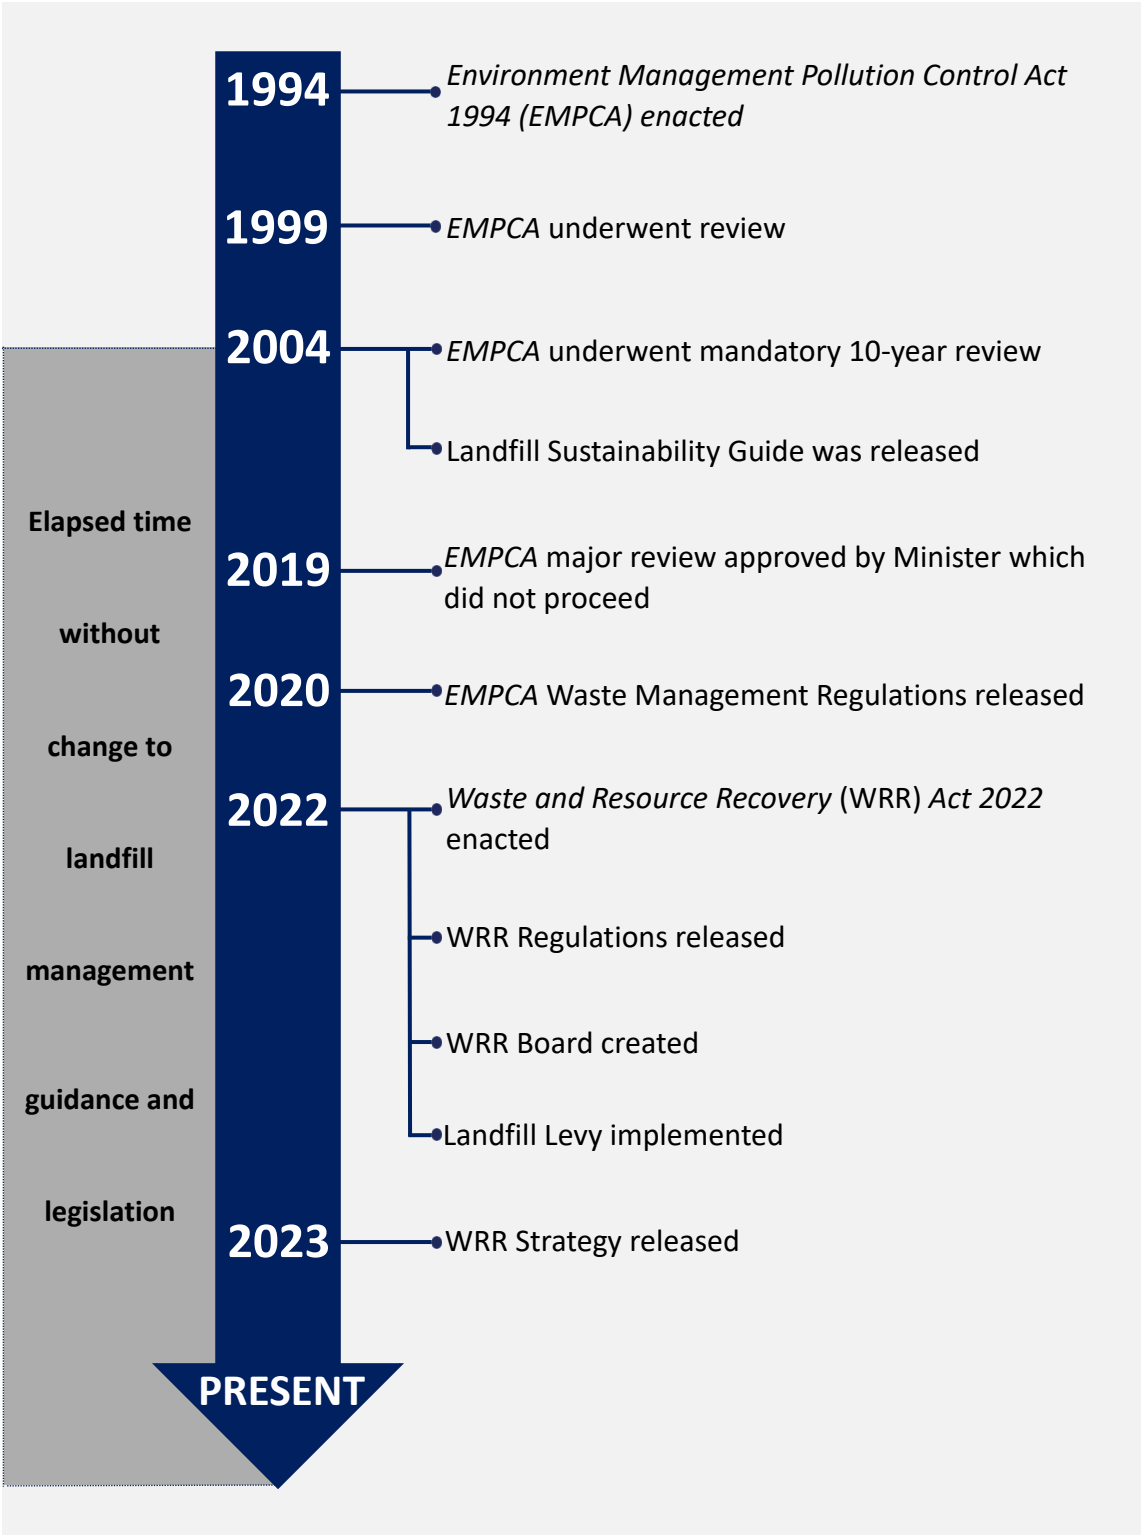 1994
Environment Management Pollution Control Act
1994 (EMPCA) enacted
1999
EMPCA underwent review
2004
EMPCA underwent mandatory 10-year review
Landfill Sustainability Guide was released
2019
EMPCA major review approved by Minister which
did not proceed
2020
EMPCA Waste Management Regulations released
2022
Waste and Resource Recovery (WRR) Act 2022
enacted
WRR Regulations released
WRR Board created
Landfill Levy implemented
2023
WRR Strategy released
PRESENT
Elapsed time
without
change to
landfill
management
guidance and
legislation